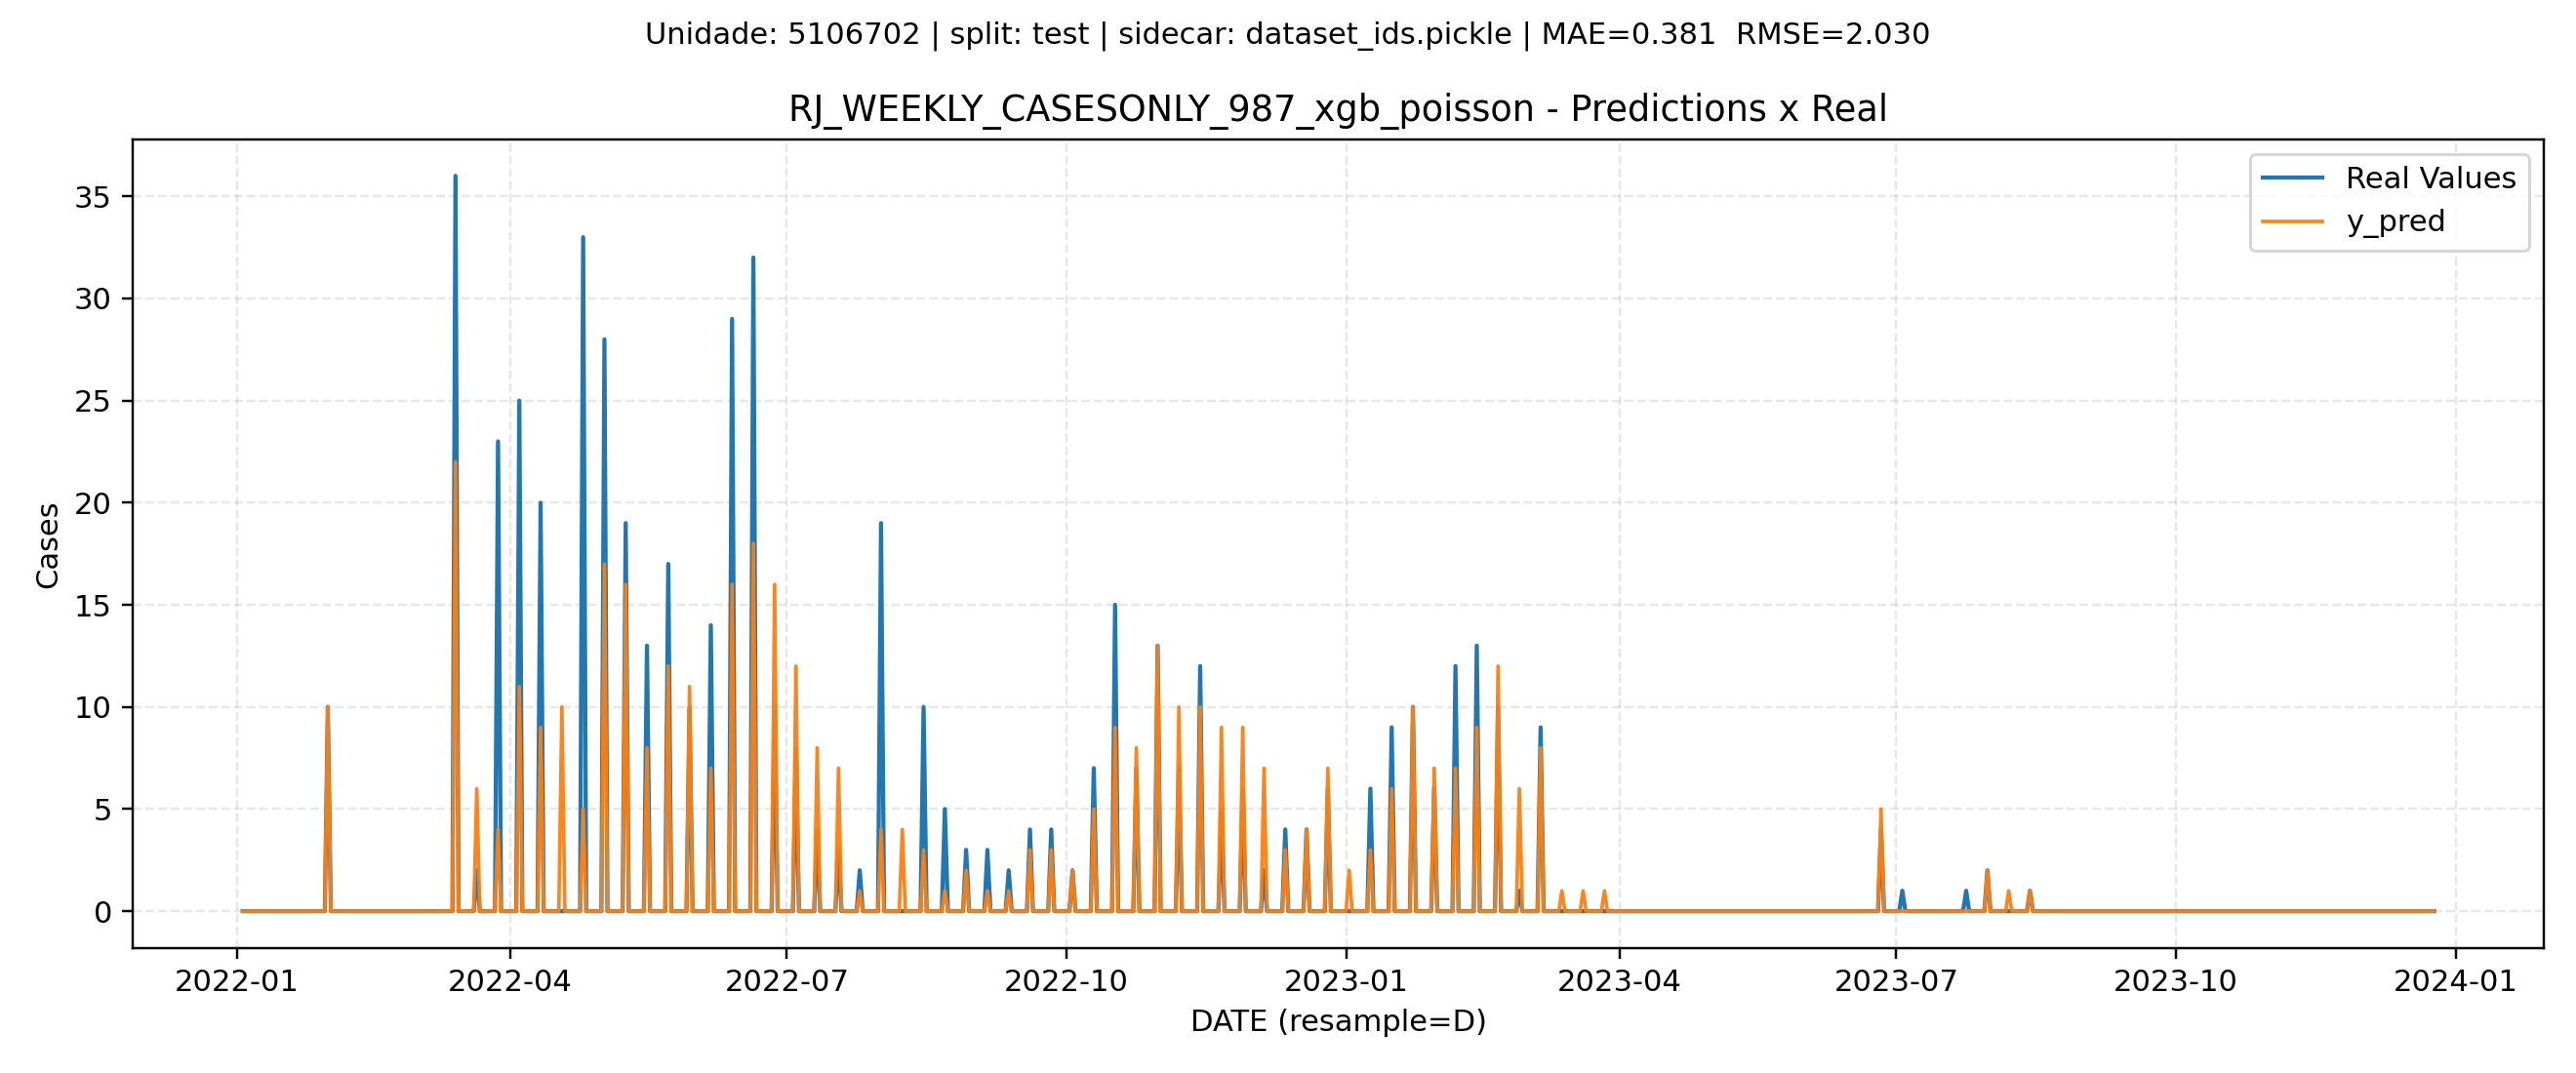 Unidade: 5106702 | split: test | sidecar: dataset_ids.pickle | MAE=0.381  RMSE=2.030
RJ_WEEKLY_CASESONLY_987_xgb_poisson - Predictions x Real
Real Values
y_pred
35
30
25
20
15
10
5
0
Cases
2022-01
2022-04
2022-07
2022-10
2023-01
2023-04
2023-07
2023-10
2024-01
DATE (resample=D)